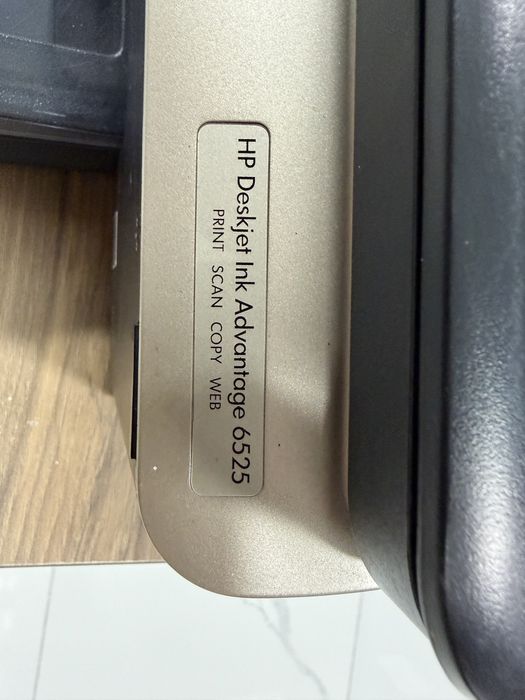 HP Deskjet Ink Advantage 6525
PRINT SCAN COPY WEB